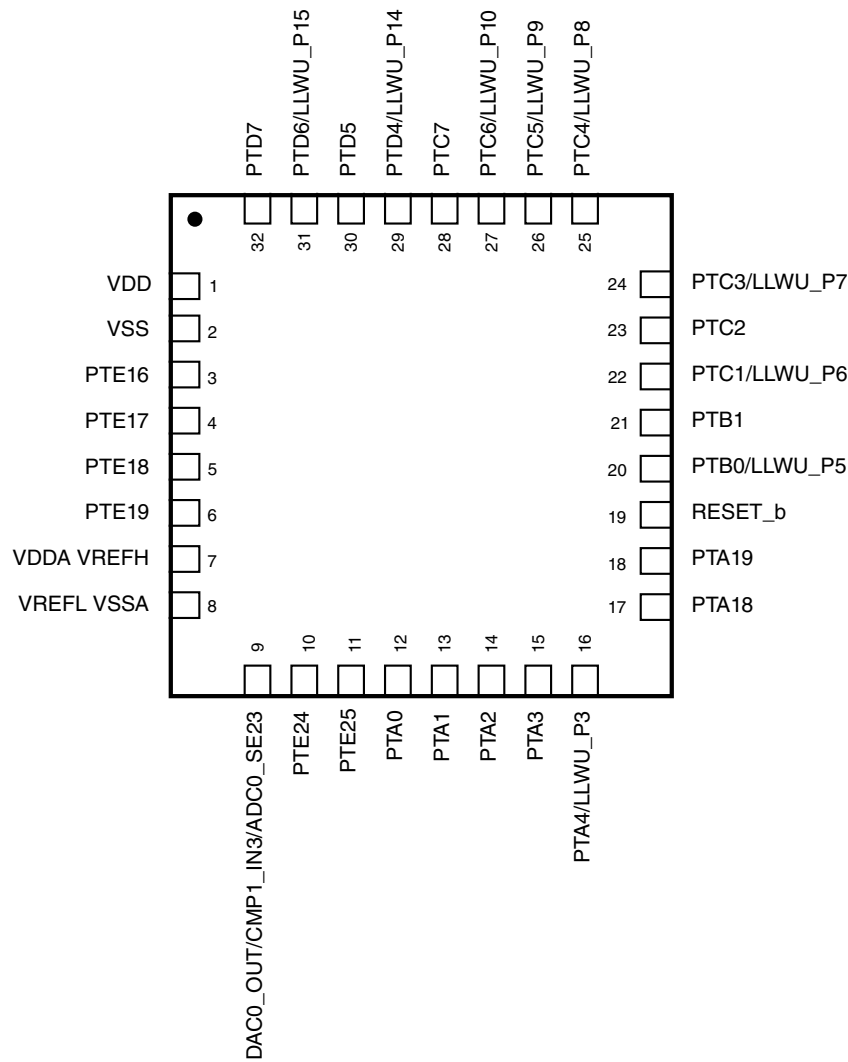 PTD7
PTD6/LLWU_P15
PTD5
PTD4/LLWU_P14
PTC7
PTC6/LLWU_P10
PTC5/LLWU_P9
PTC4/LLWU_P8
32
31
30
29
28
27
26
25
VDD 1
VSS 2
PTE16 3
PTE17 4
PTE18 5
PTE19 6
VDDA VREFH 7
VREFL VSSA 8
24 PTC3/LLWU_P7
23 PTC2
22 PTC1/LLWU_P6
21 PTB1
20 PTB0/LLWU_P5
19 RESET_b
18 PTA19
17 PTA18
9
10
11
12
13
14
15
16
DAC0_OUT/CMP1_IN3/ADC0_SE23
PTE24
PTE25
PTA0
PTA1
PTA2
PTA3
PTA4/LLWU_P3